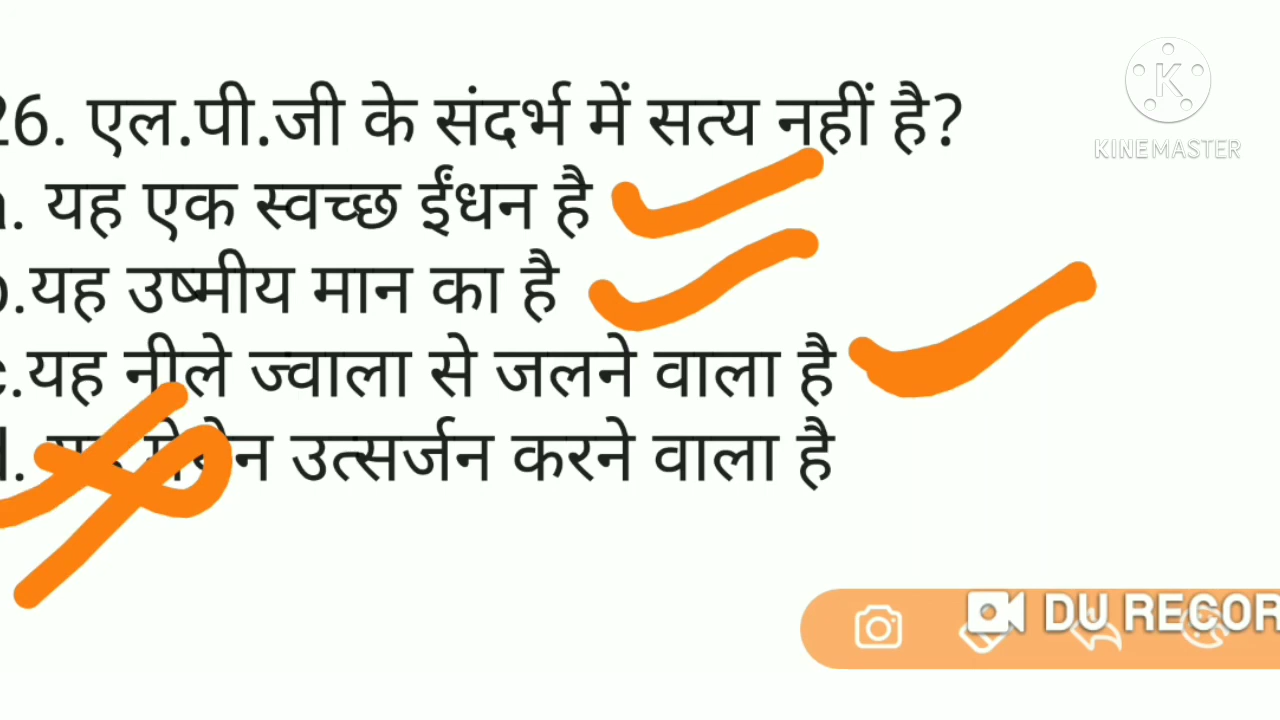 26. एल.पी.जी के संदर्भ में सत्य नहीं है?
KINEMASTER
. यह एक स्वच्छ ईंधन है
.यह उष्मीय मान का है
c.यह नीले ज्वाला से जलने वाला है
d. उत्सर्जन करने वाला है
DU RECOR